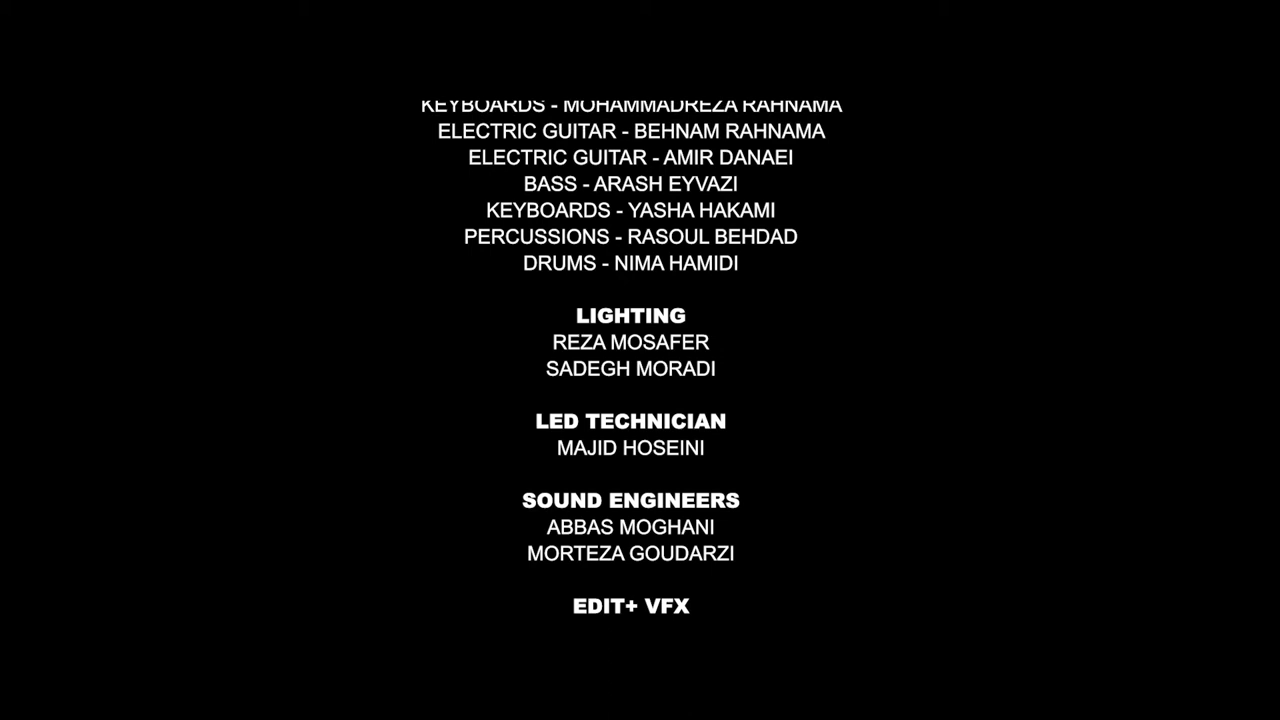 KEYBOARDS - MOHAMMADREZA RAHNAMA
ELECTRIC GUITAR - BEHNAM RAHNAMA
ELECTRIC GUITAR - AMIR DANAEI
BASS - ARASH EYVAZI
KEYBOARDS - YASHA HAKAMI
PERCUSSIONS - RASOUL BEHDAD
DRUMS - NIMA HAMIDI
LIGHTING
REZA MOSAFER
SADEGH MORADI
LED TECHNICIAN
MAJID HOSEINI
SOUND ENGINEERS
ABBAS MOGHANI
MORTEZA GOUDARZI
EDIT+ VFX